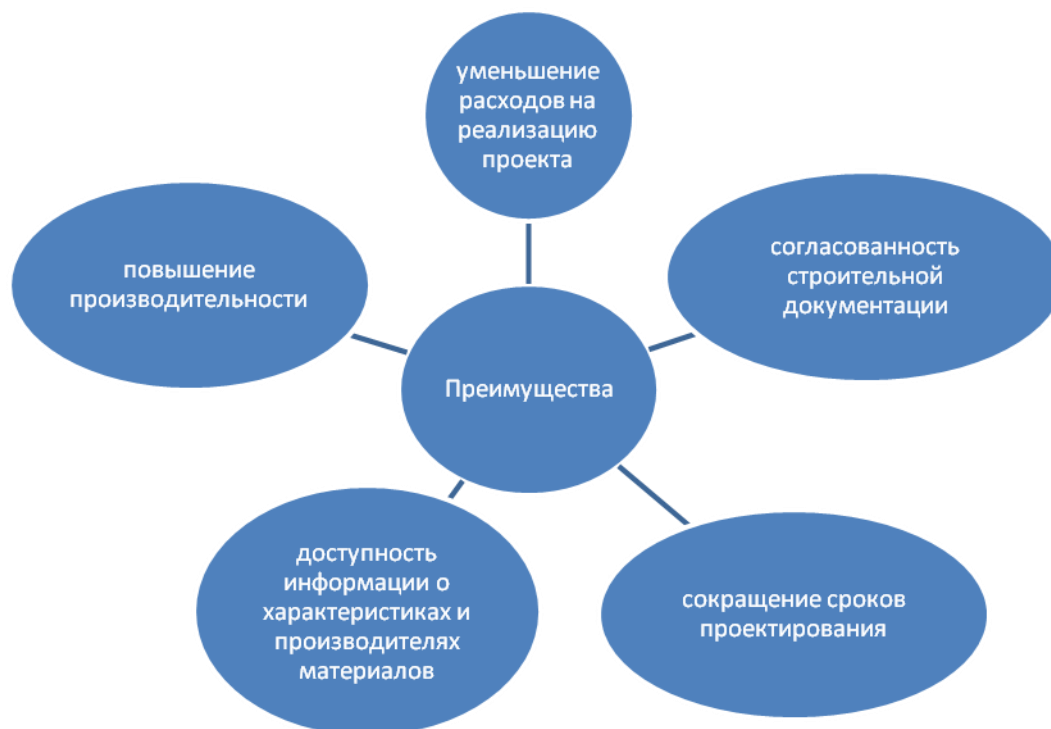 уменьшение
расходов на
реализацию
проекта
повышение
производительности
согласованность
строительной
документации
Преимущества
доступность
информации о
характеристиках и
производителях
материалов
сокращение сроков
проектирования